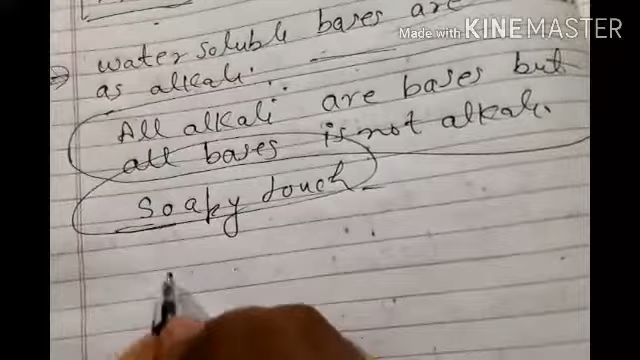 Made with KINEMASTER
⇒ water soluble bases are
as alkali.
All alkali are bases but
all bases is not alkali.
Soaky touch